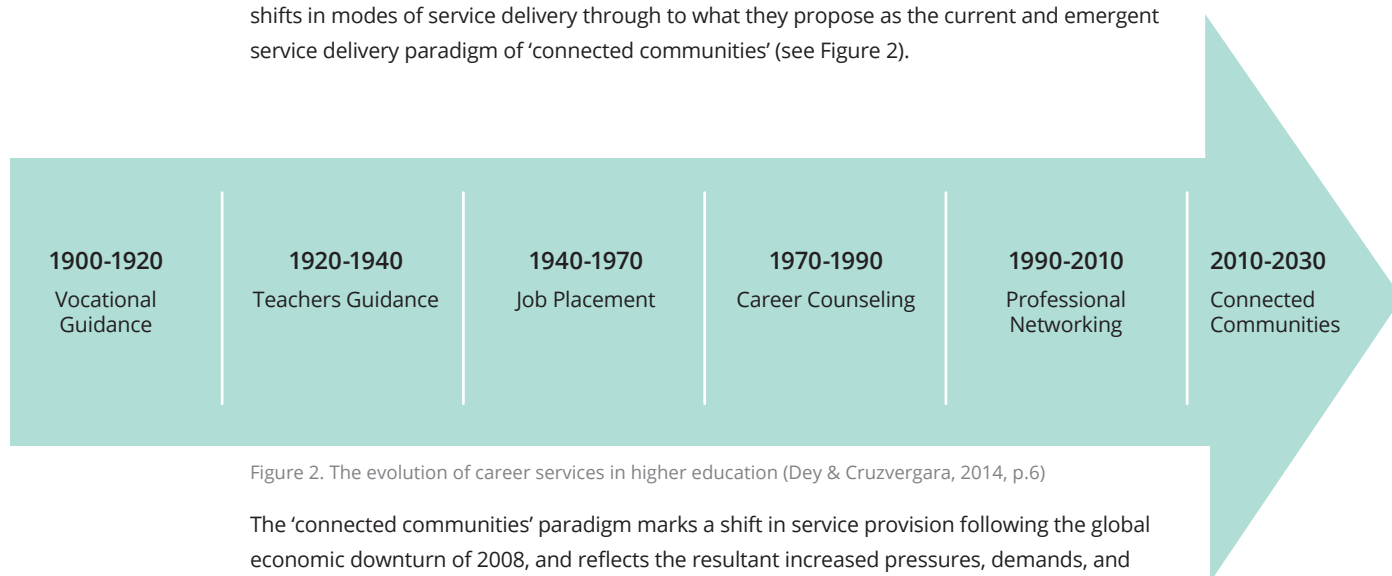 shifts in modes of service delivery through to what they propose as the current and emergent
service delivery paradigm of ‘connected communities’ (see Figure 2).
1900-1920
Vocational
Guidance
1920-1940
Teachers Guidance
1940-1970
Job Placement
1970-1990
Career Counseling
1990-2010
Professional
Networking
2010-2030
Connected
Communities
Figure 2. The evolution of career services in higher education (Dey & Cruzvergara, 2014, p.6)
The ‘connected communities’ paradigm marks a shift in service provision following the global
economic downturn of 2008, and reflects the resultant increased pressures, demands, and